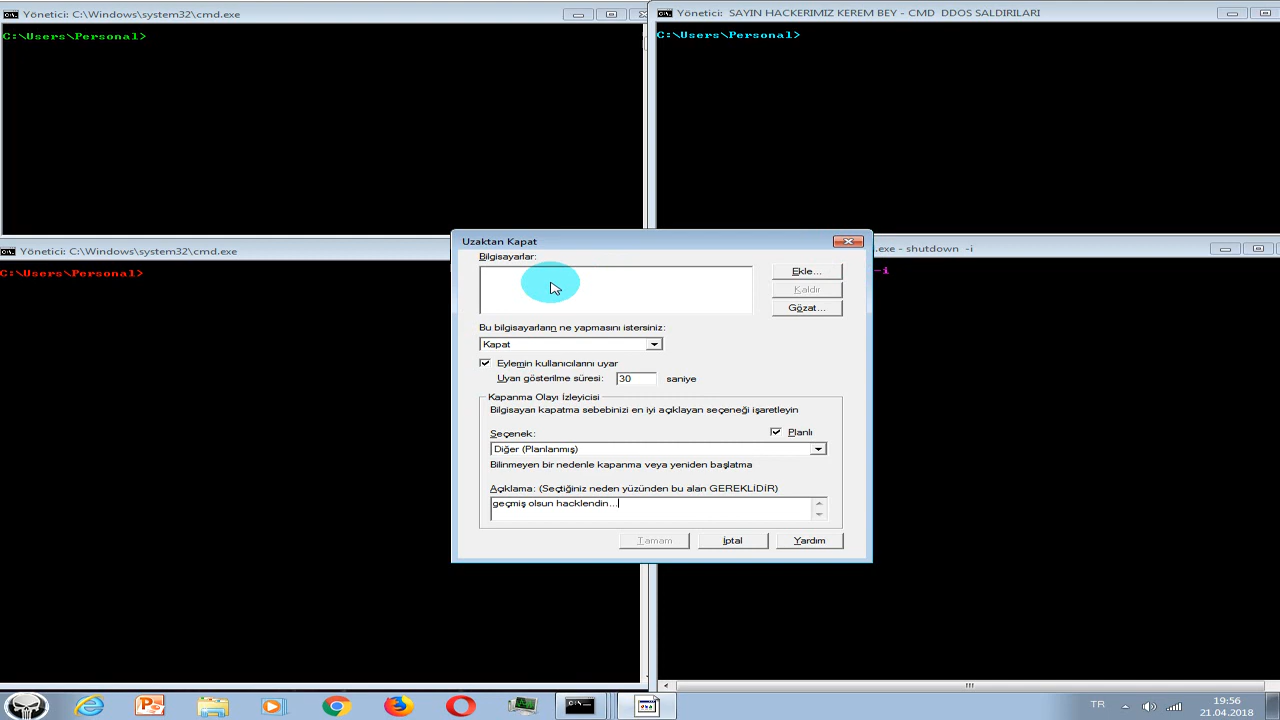 Yönetici: C:\Windows\system32\cmd.exe
C:\Users\Personal>
Yönetici: SAYIN HACKERIMIZ KEREM BEY - CMD DDOS SALDIRILARI
C:\Users\Personal>
Yönetici: C:\Windows\system32\cmd.exe
C:\Users\Personal>
.exe - shutdown -i
-i
Uzaktan Kapat
Bilgisayarlar:
Ekle...
Kaldır
Gözat...
Bu bilgisayarların ne yapmasını istersiniz:
Kapat
Eylemin kullanıcılarını uyar
Uyarı gösterilme süresi: 30 saniye
Kapanma Olayı İzleyicisi
Bilgisayarı kapatma sebebinizi en iyi açıklayan seçeneği işaretleyin
Seçenek: Planlı
Diğer (Planlanmış)
Bilinmeyen bir nedenle kapanma veya yeniden başlatma
Açıklama: (Seçtiğiniz neden yüzünden bu alan GEREKLİDİR)
geçmiş olsun hacklendin...
Tamam İptal Yardım
TR 19:56
21.04.2018